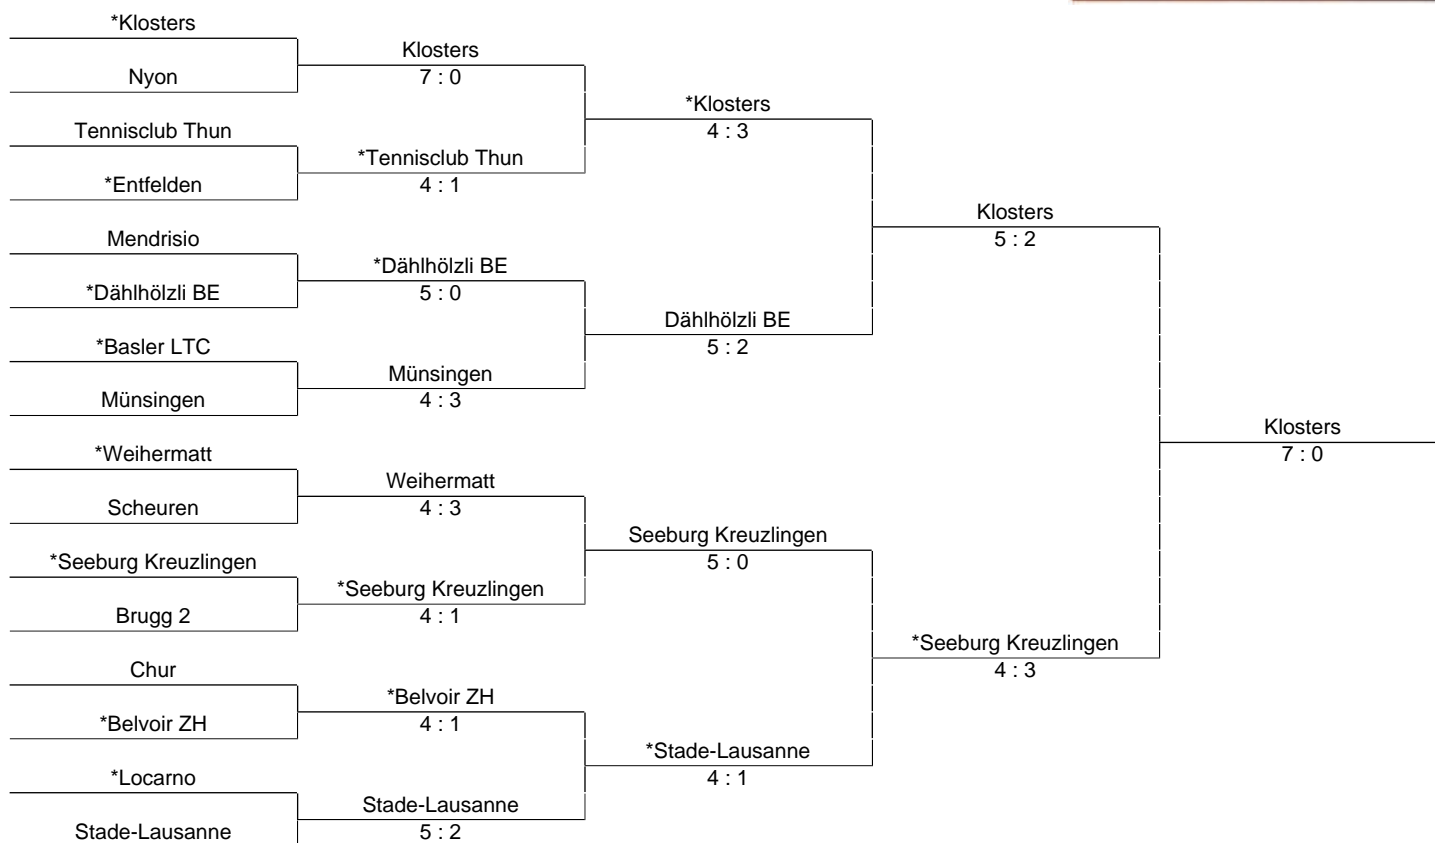 *Klosters
Nyon
Tennisclub Thun
*Entfelden
Mendrisio
*Dählhölzli BE
*Basler LTC
Münsingen
*Weihermatt
Scheuren
*Seeburg Kreuzlingen
Brugg 2
Chur
*Belvoir ZH
*Locarno
Stade-Lausanne
Klosters
7 : 0
*Tennisclub Thun
4 : 1
*Dählhölzli BE
5 : 0
Münsingen
4 : 3
Weihermatt
4 : 3
*Seeburg Kreuzlingen
4 : 1
*Belvoir ZH
4 : 1
Stade-Lausanne
5 : 2
*Klosters
4 : 3
Dählhölzli BE
5 : 2
Seeburg Kreuzlingen
5 : 0
*Stade-Lausanne
4 : 1
Klosters
5 : 2
*Seeburg Kreuzlingen
4 : 3
Klosters
7 : 0